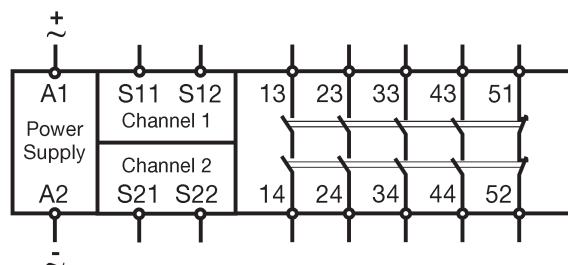 +
~
A1 S11 S12 13 23 33 43 51
Power
Supply
Channel 1
Channel 2
A2 S21 S22 14 24 34 44 52
-
~